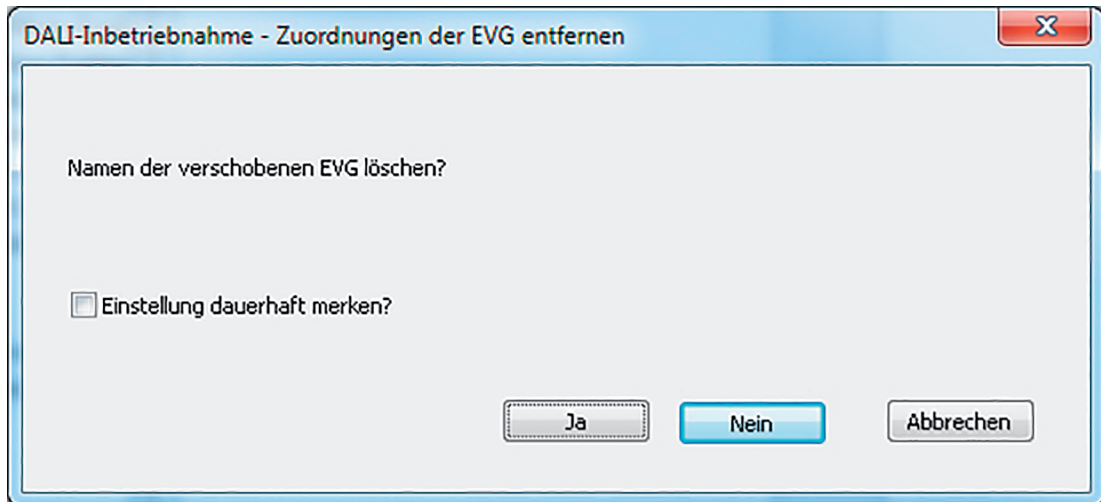 DALI-Inbetriebnahme - Zuordnungen der EVG entfernen
Namen der verschobenen EVG löschen?
Einstellung dauerhaft merken?
Ja Nein Abbrechen